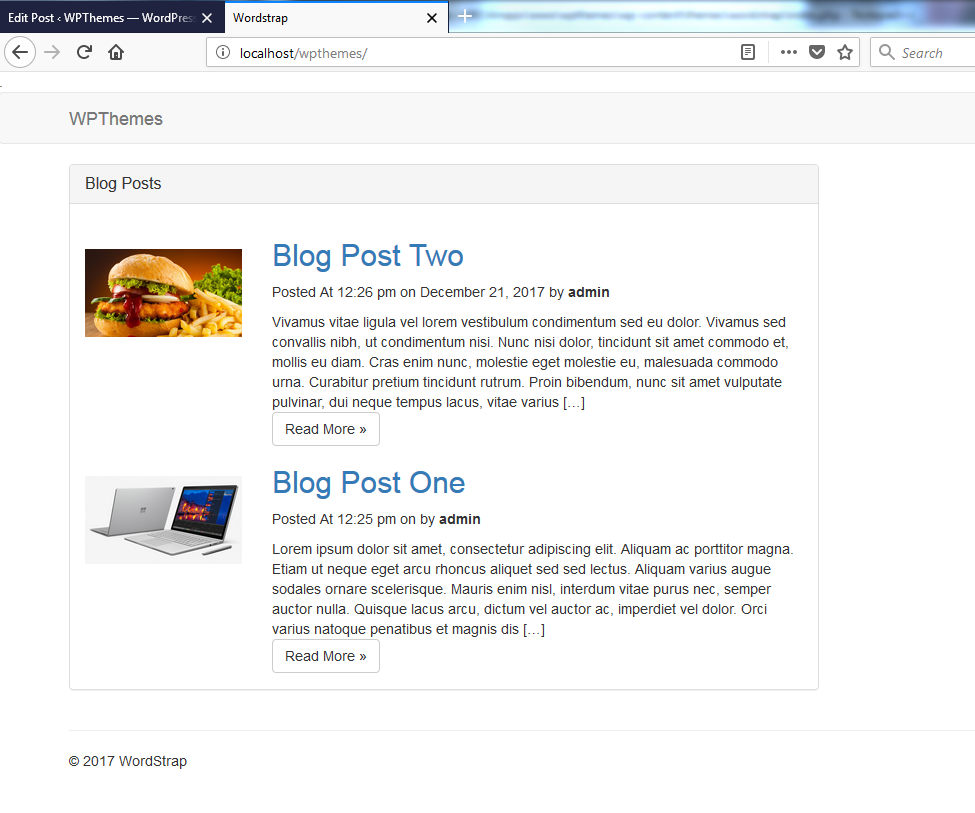 Edit Post ‹ WPThemes — WordPres
Wordstrap
localhost/wpthemes/
Search
WPThemes
Blog Posts
Blog Post Two
Posted At 12:26 pm on December 21, 2017 by admin
Vivamus vitae ligula vel lorem vestibulum condimentum sed eu dolor. Vivamus sed
convallis nibh, ut condimentum nisi. Nunc nisi dolor, tincidunt sit amet commodo et,
mollis eu diam. Cras enim nunc, molestie eget molestie eu, malesuada commodo
urna. Curabitur pretium tincidunt rutrum. Proin bibendum, nunc sit amet vulputate
pulvinar, dui neque tempus lacus, vitae varius […]
Read More »
Blog Post One
Posted At 12:25 pm on by admin
Lorem ipsum dolor sit amet, consectetur adipiscing elit. Aliquam ac porttitor magna.
Etiam ut neque eget arcu rhoncus aliquet sed sed lectus. Aliquam varius augue
sodales ornare scelerisque. Mauris enim nisl, interdum vitae purus nec, semper
auctor nulla. Quisque lacus arcu, dictum vel auctor ac, imperdiet vel dolor. Orci
varius natoque penatibus et magnis dis […]
Read More »
© 2017 WordStrap